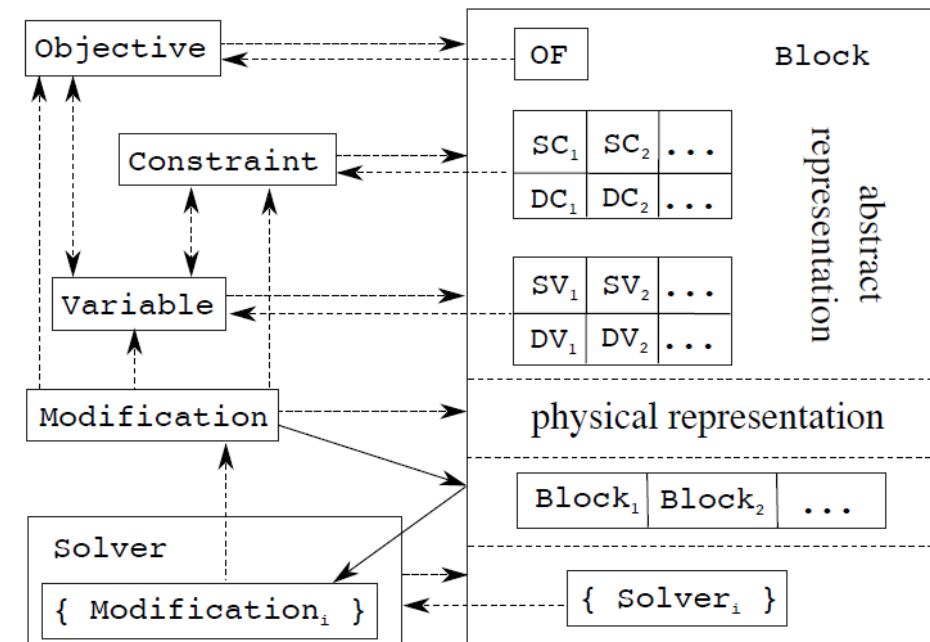 Objective
OF
Block
Constraint
SC₁ SC₂ ...
DC₁ DC₂ ...
abstract
representation
Variable
SV₁ SV₂ ...
DV₁ DV₂ ...
Modification
physical representation
Block₁ Block₂ ...
Solver
{ Modificationᵢ }
{ Solverᵢ }